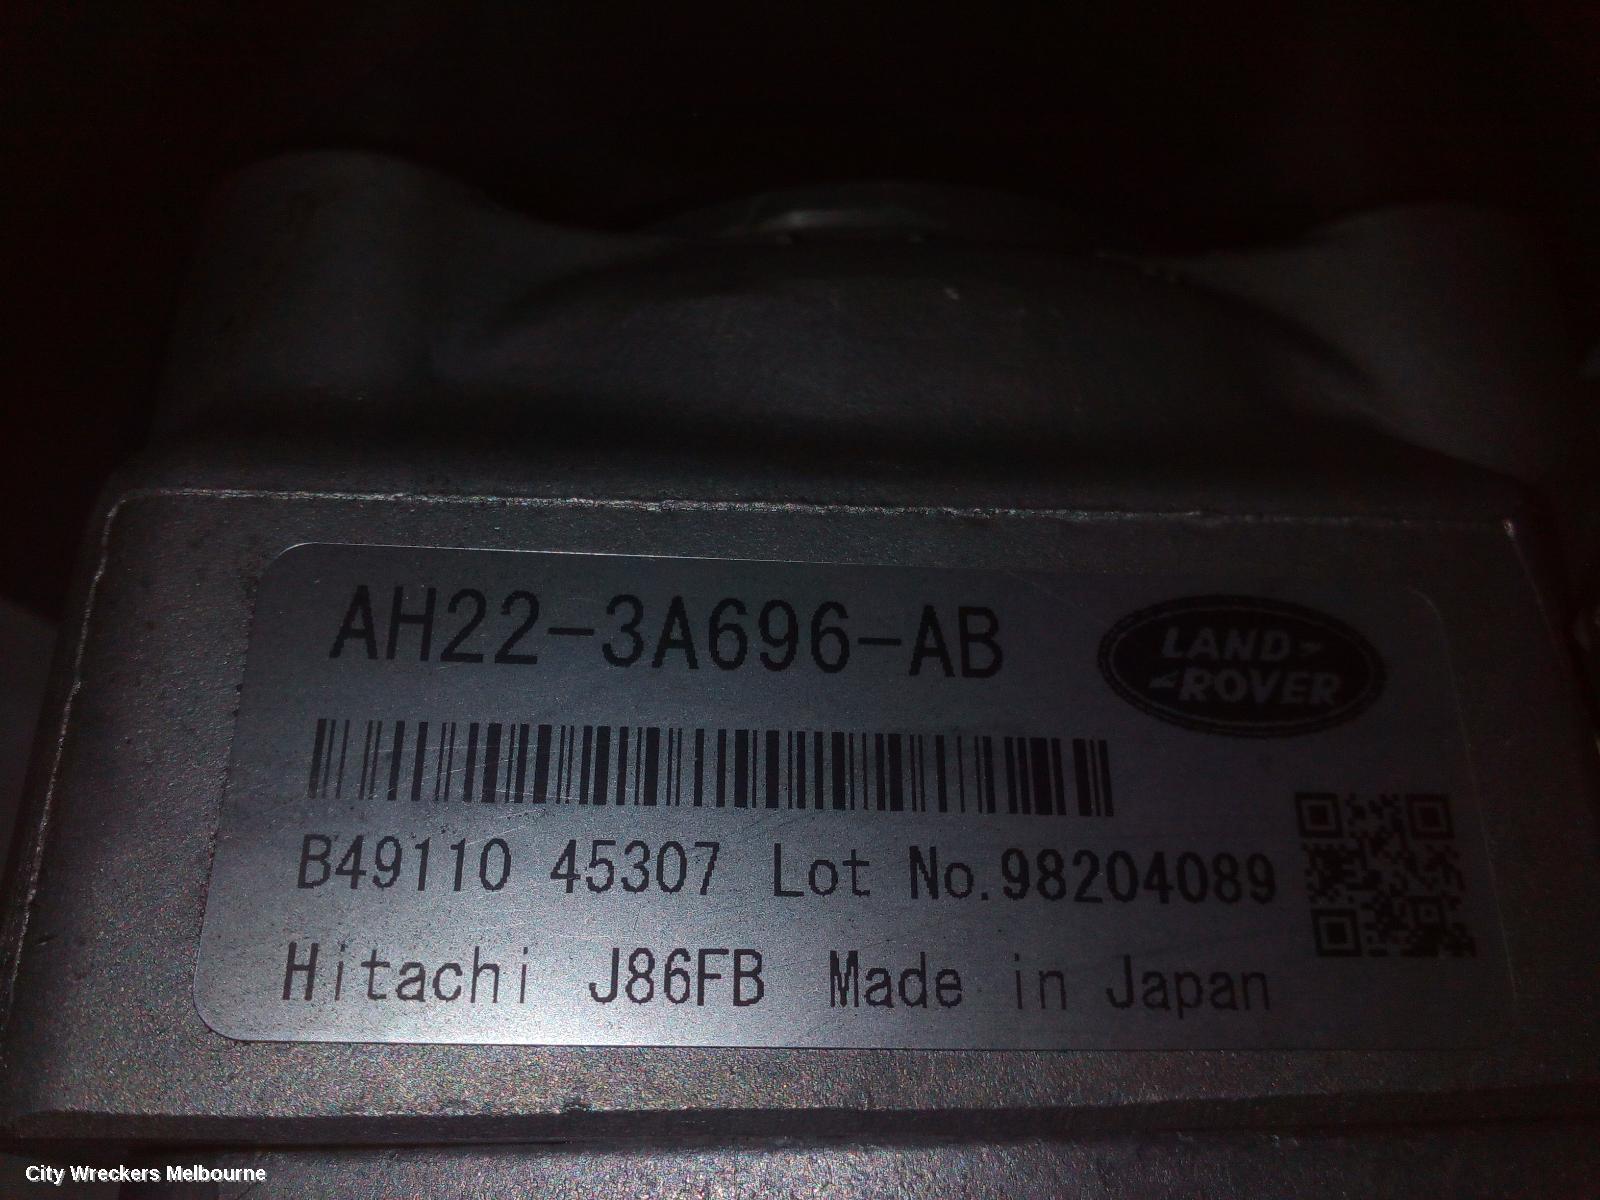 AH22-3A696-AB
LAND-
-ROVER
B49110 45307 Lot No.98204089
Hitachi J86FB Made in Japan
City Wreckers Melbourne